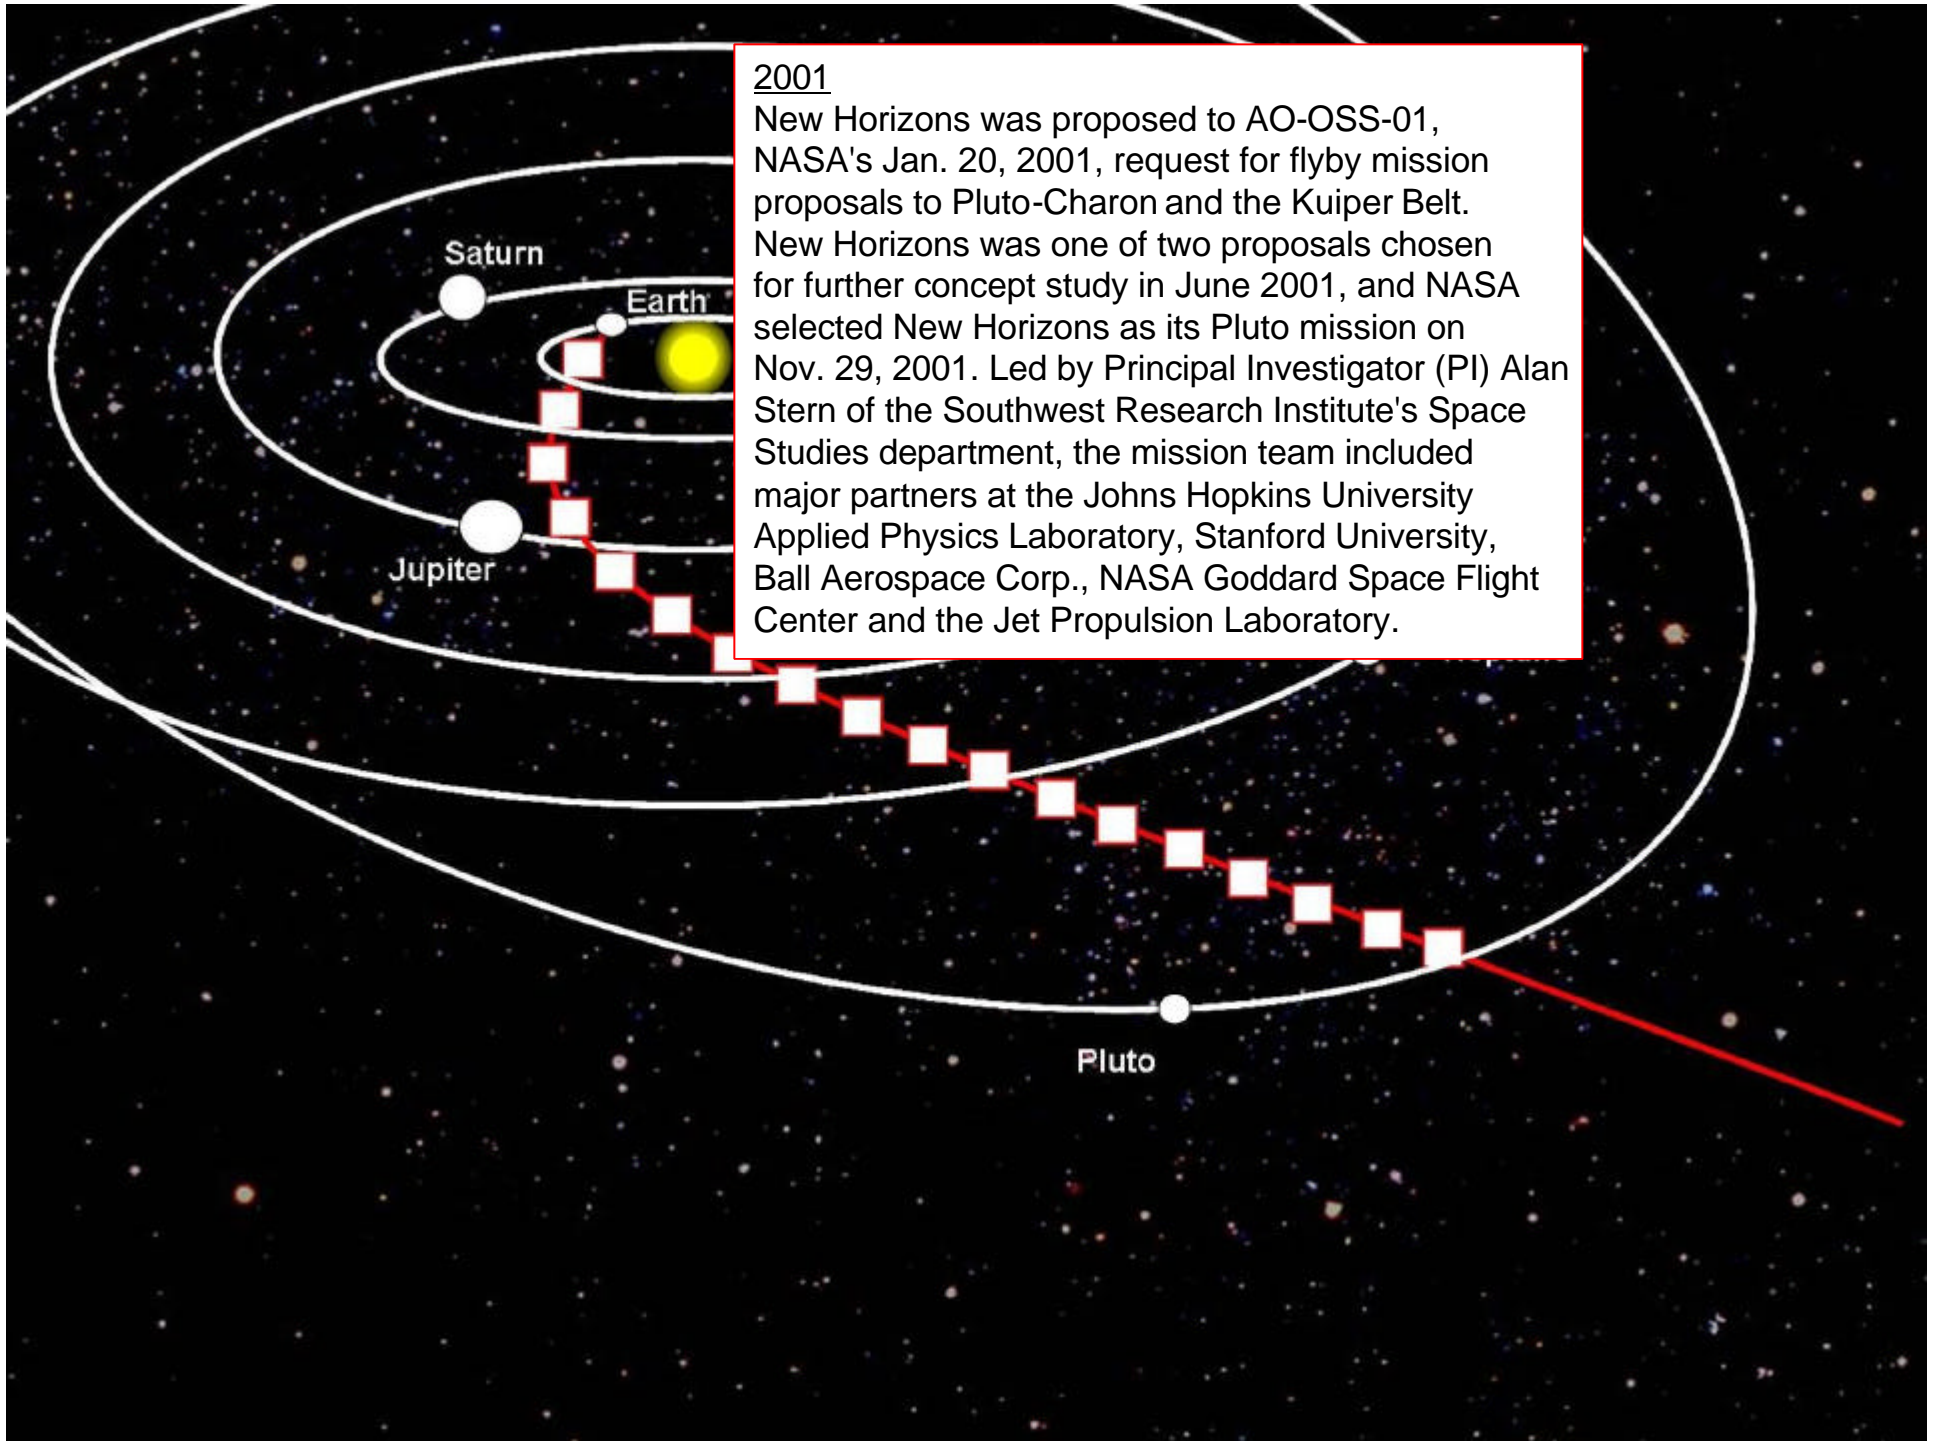 2001
New Horizons was proposed to AO-OSS-01,
NASA's Jan. 20, 2001, request for flyby mission
proposals to Pluto-Charon and the Kuiper Belt.
New Horizons was one of two proposals chosen
for further concept study in June 2001, and NASA
selected New Horizons as its Pluto mission on
Nov. 29, 2001. Led by Principal Investigator (PI) Alan
Stern of the Southwest Research Institute's Space
Studies department, the mission team included
major partners at the Johns Hopkins University
Applied Physics Laboratory, Stanford University,
Ball Aerospace Corp., NASA Goddard Space Flight
Center and the Jet Propulsion Laboratory.
Saturn
Earth
Jupiter
Pluto